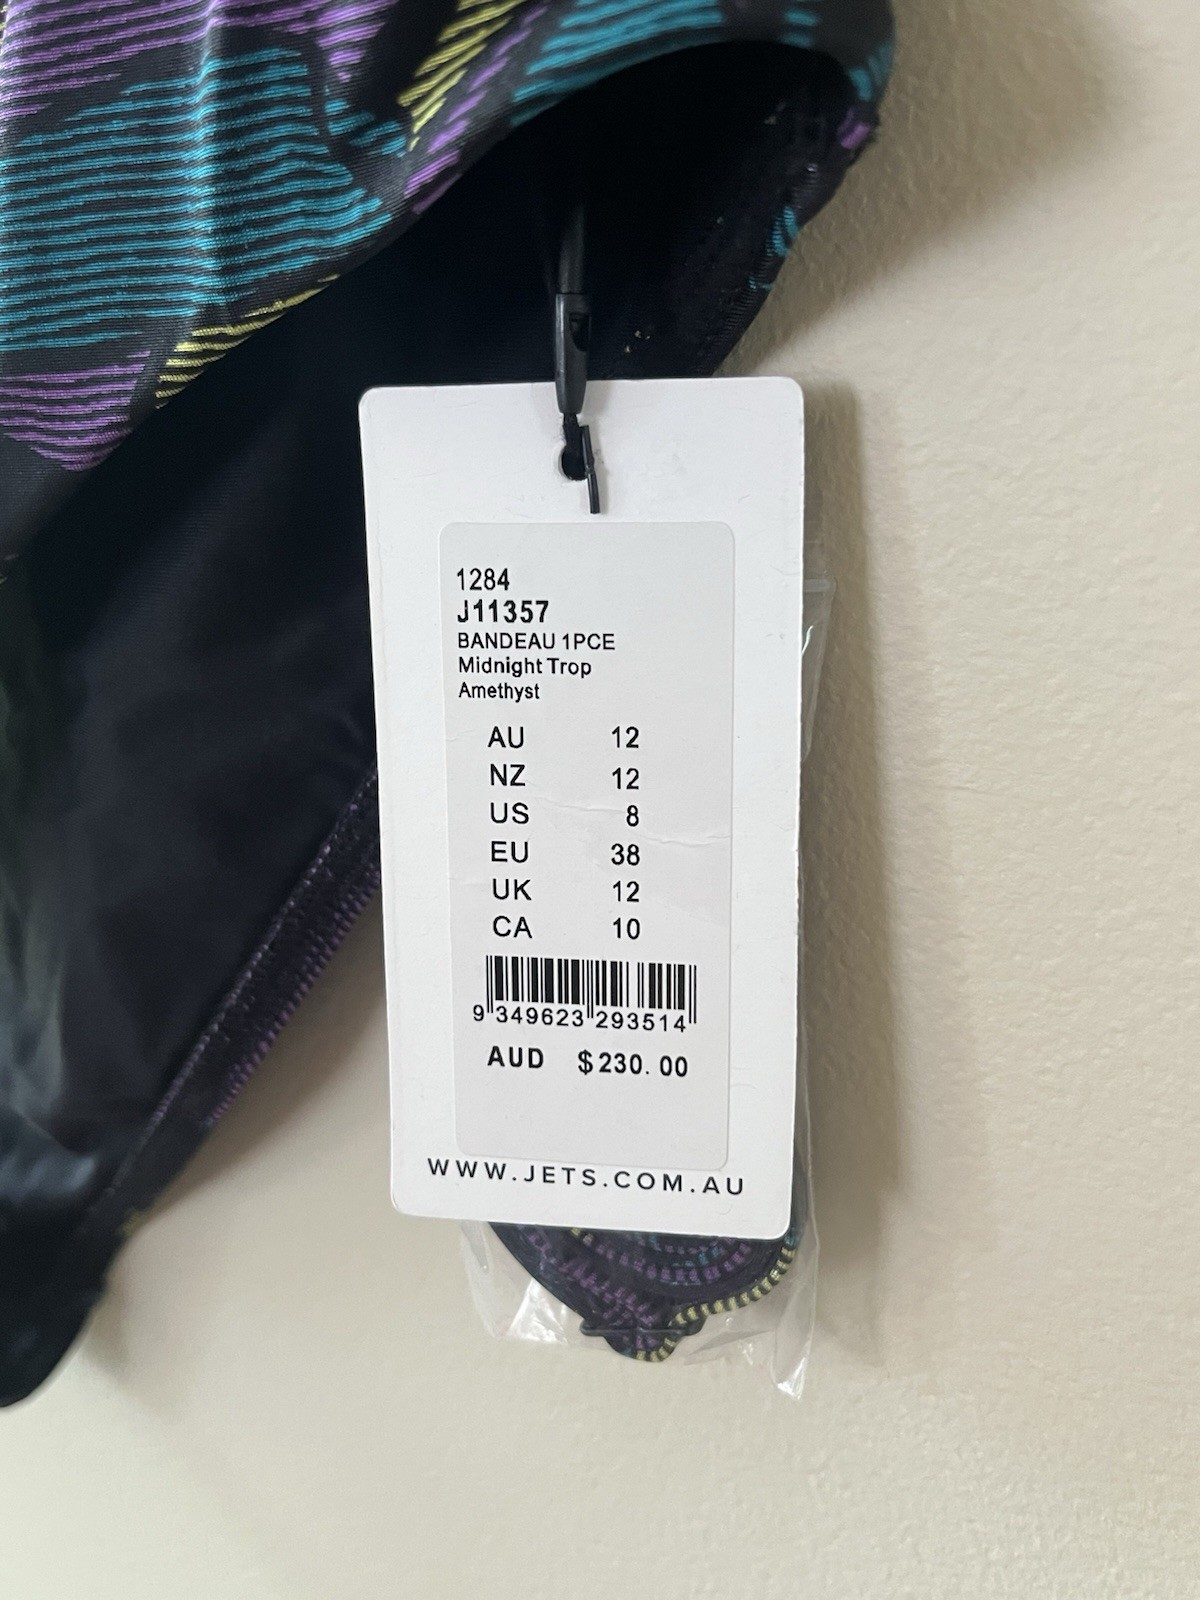 1284
J11357
BANDEAU 1PCE
Midnight Trop
Amethyst
AU 12
NZ 12
US 8
EU 38
UK 12
CA 10
9 349623 293514
AUD $230.00
WWW.JETS.COM.AU